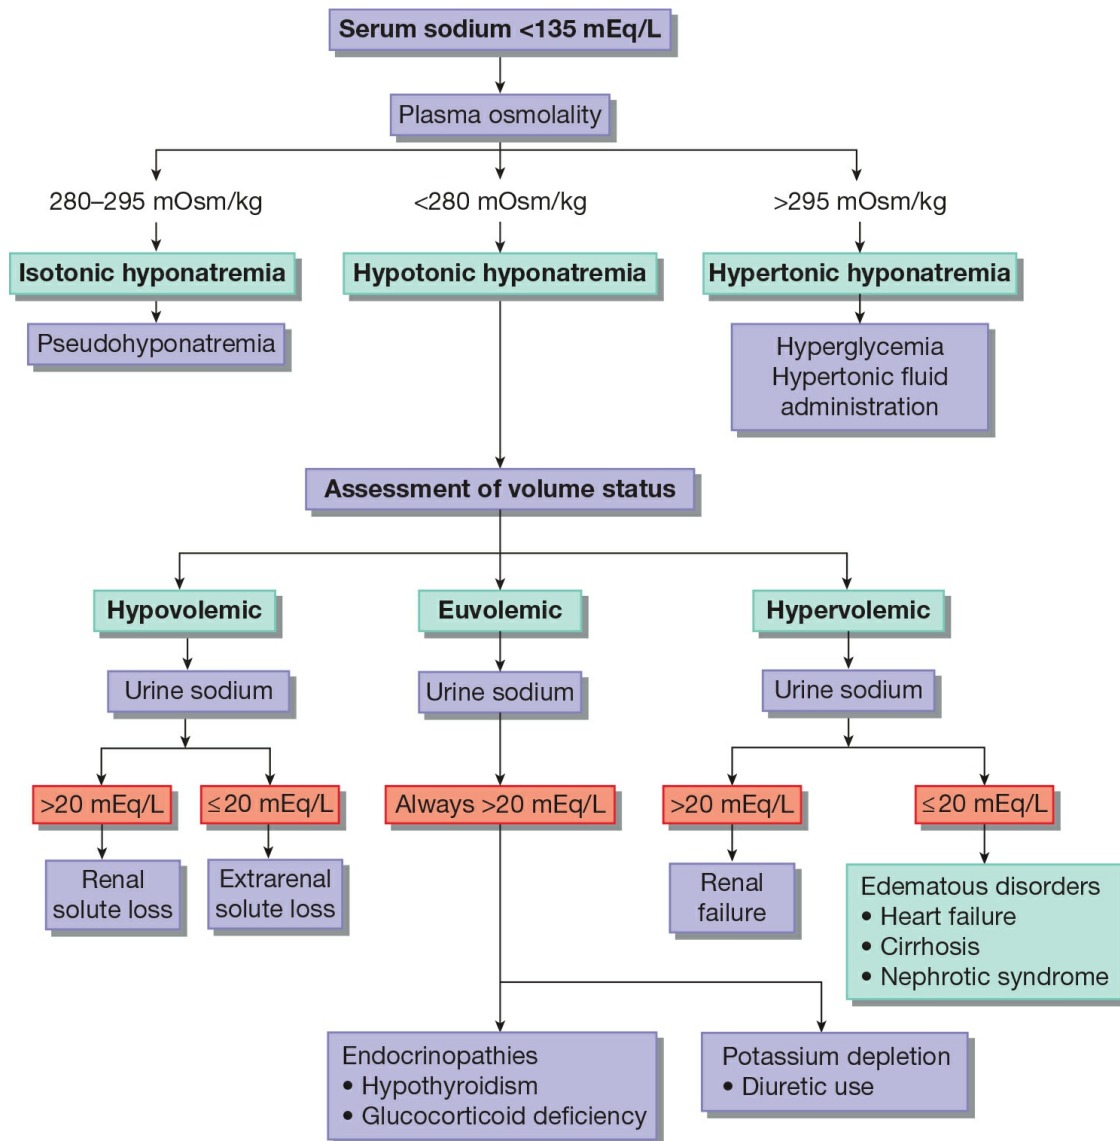 Serum sodium <135 mEq/L
Plasma osmolality
280–295 mOsm/kg
<280 mOsm/kg
>295 mOsm/kg
Isotonic hyponatremia
Hypotonic hyponatremia
Hypertonic hyponatremia
Pseudohyponatremia
Hyperglycemia
Hypertonic fluid
administration
Assessment of volume status
Hypovolemic
Euvolemic
Hypervolemic
Urine sodium
Urine sodium
Urine sodium
>20 mEq/L
≤20 mEq/L
Always >20 mEq/L
>20 mEq/L
≤20 mEq/L
Renal
solute loss
Extrarenal
solute loss
Renal
failure
Edematous disorders
• Heart failure
• Cirrhosis
• Nephrotic syndrome
Endocrinopathies
• Hypothyroidism
• Glucocorticoid deficiency
Potassium depletion
• Diuretic use